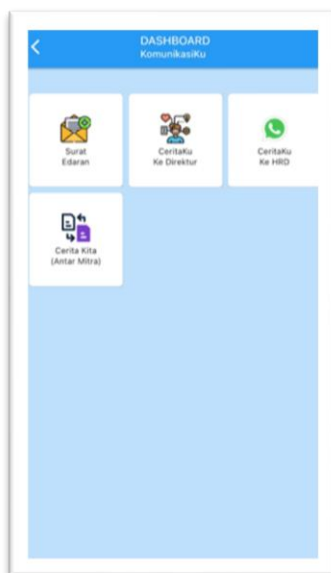 DASHBOARD
KomunikasiKu
Surat
Edaran
CeritaKu
Ke Direktur
CeritaKu
Ke HRD
Cerita Kita
(Antar Mitra)